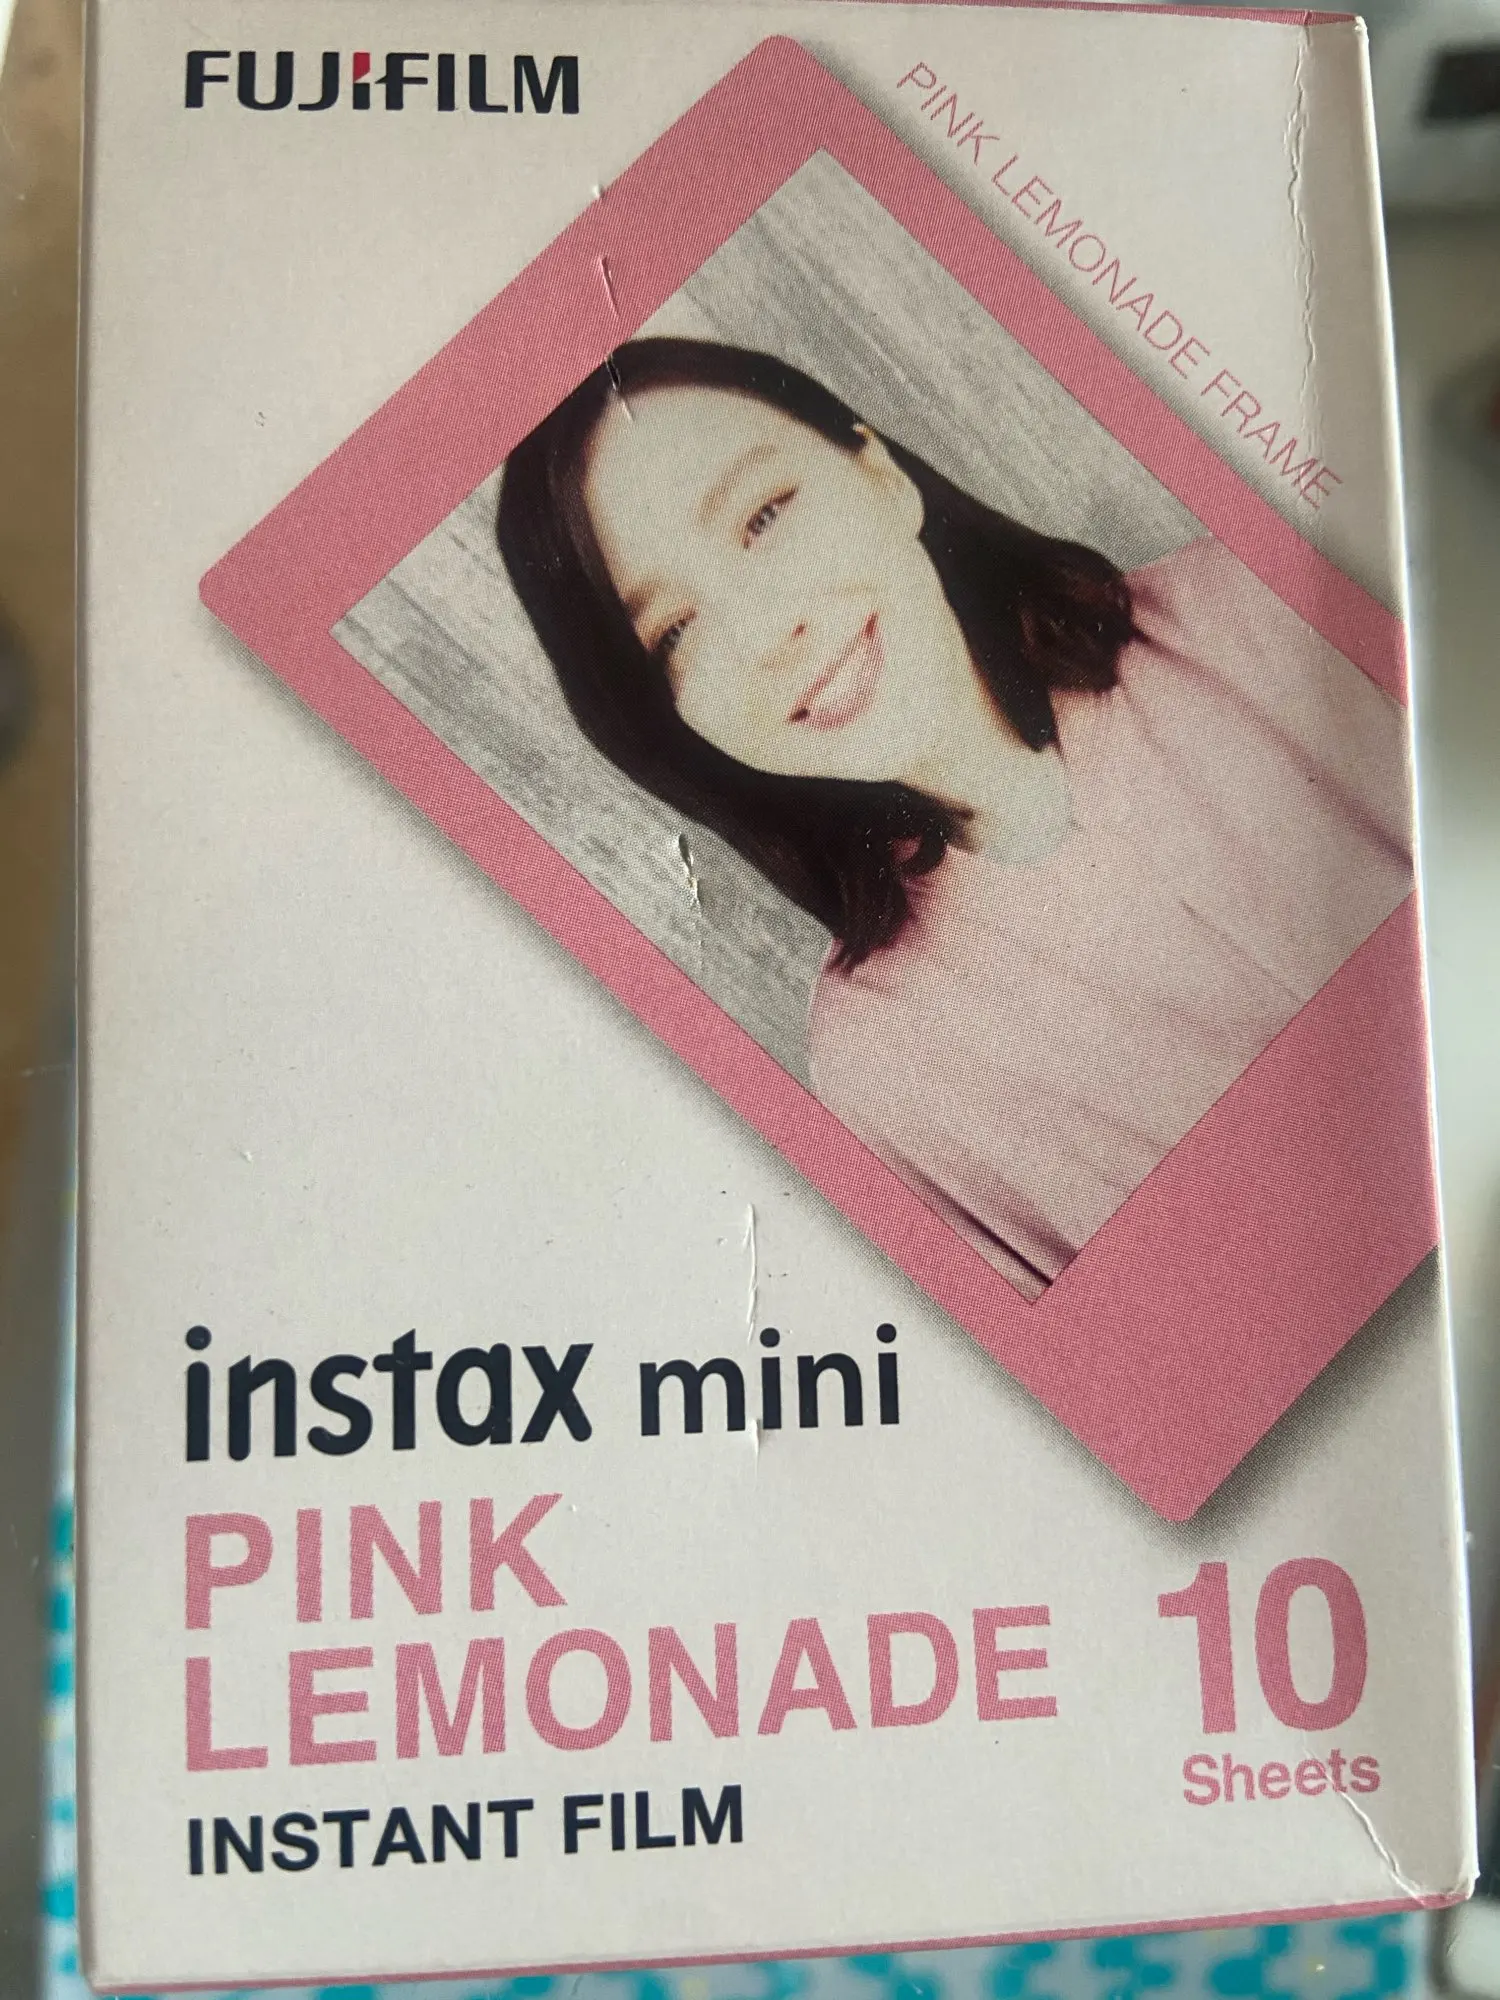 FUJIFILM
PINK LEMONADE FRAME
instax mini
PINK
LEMONADE
10
Sheets
INSTANT FILM